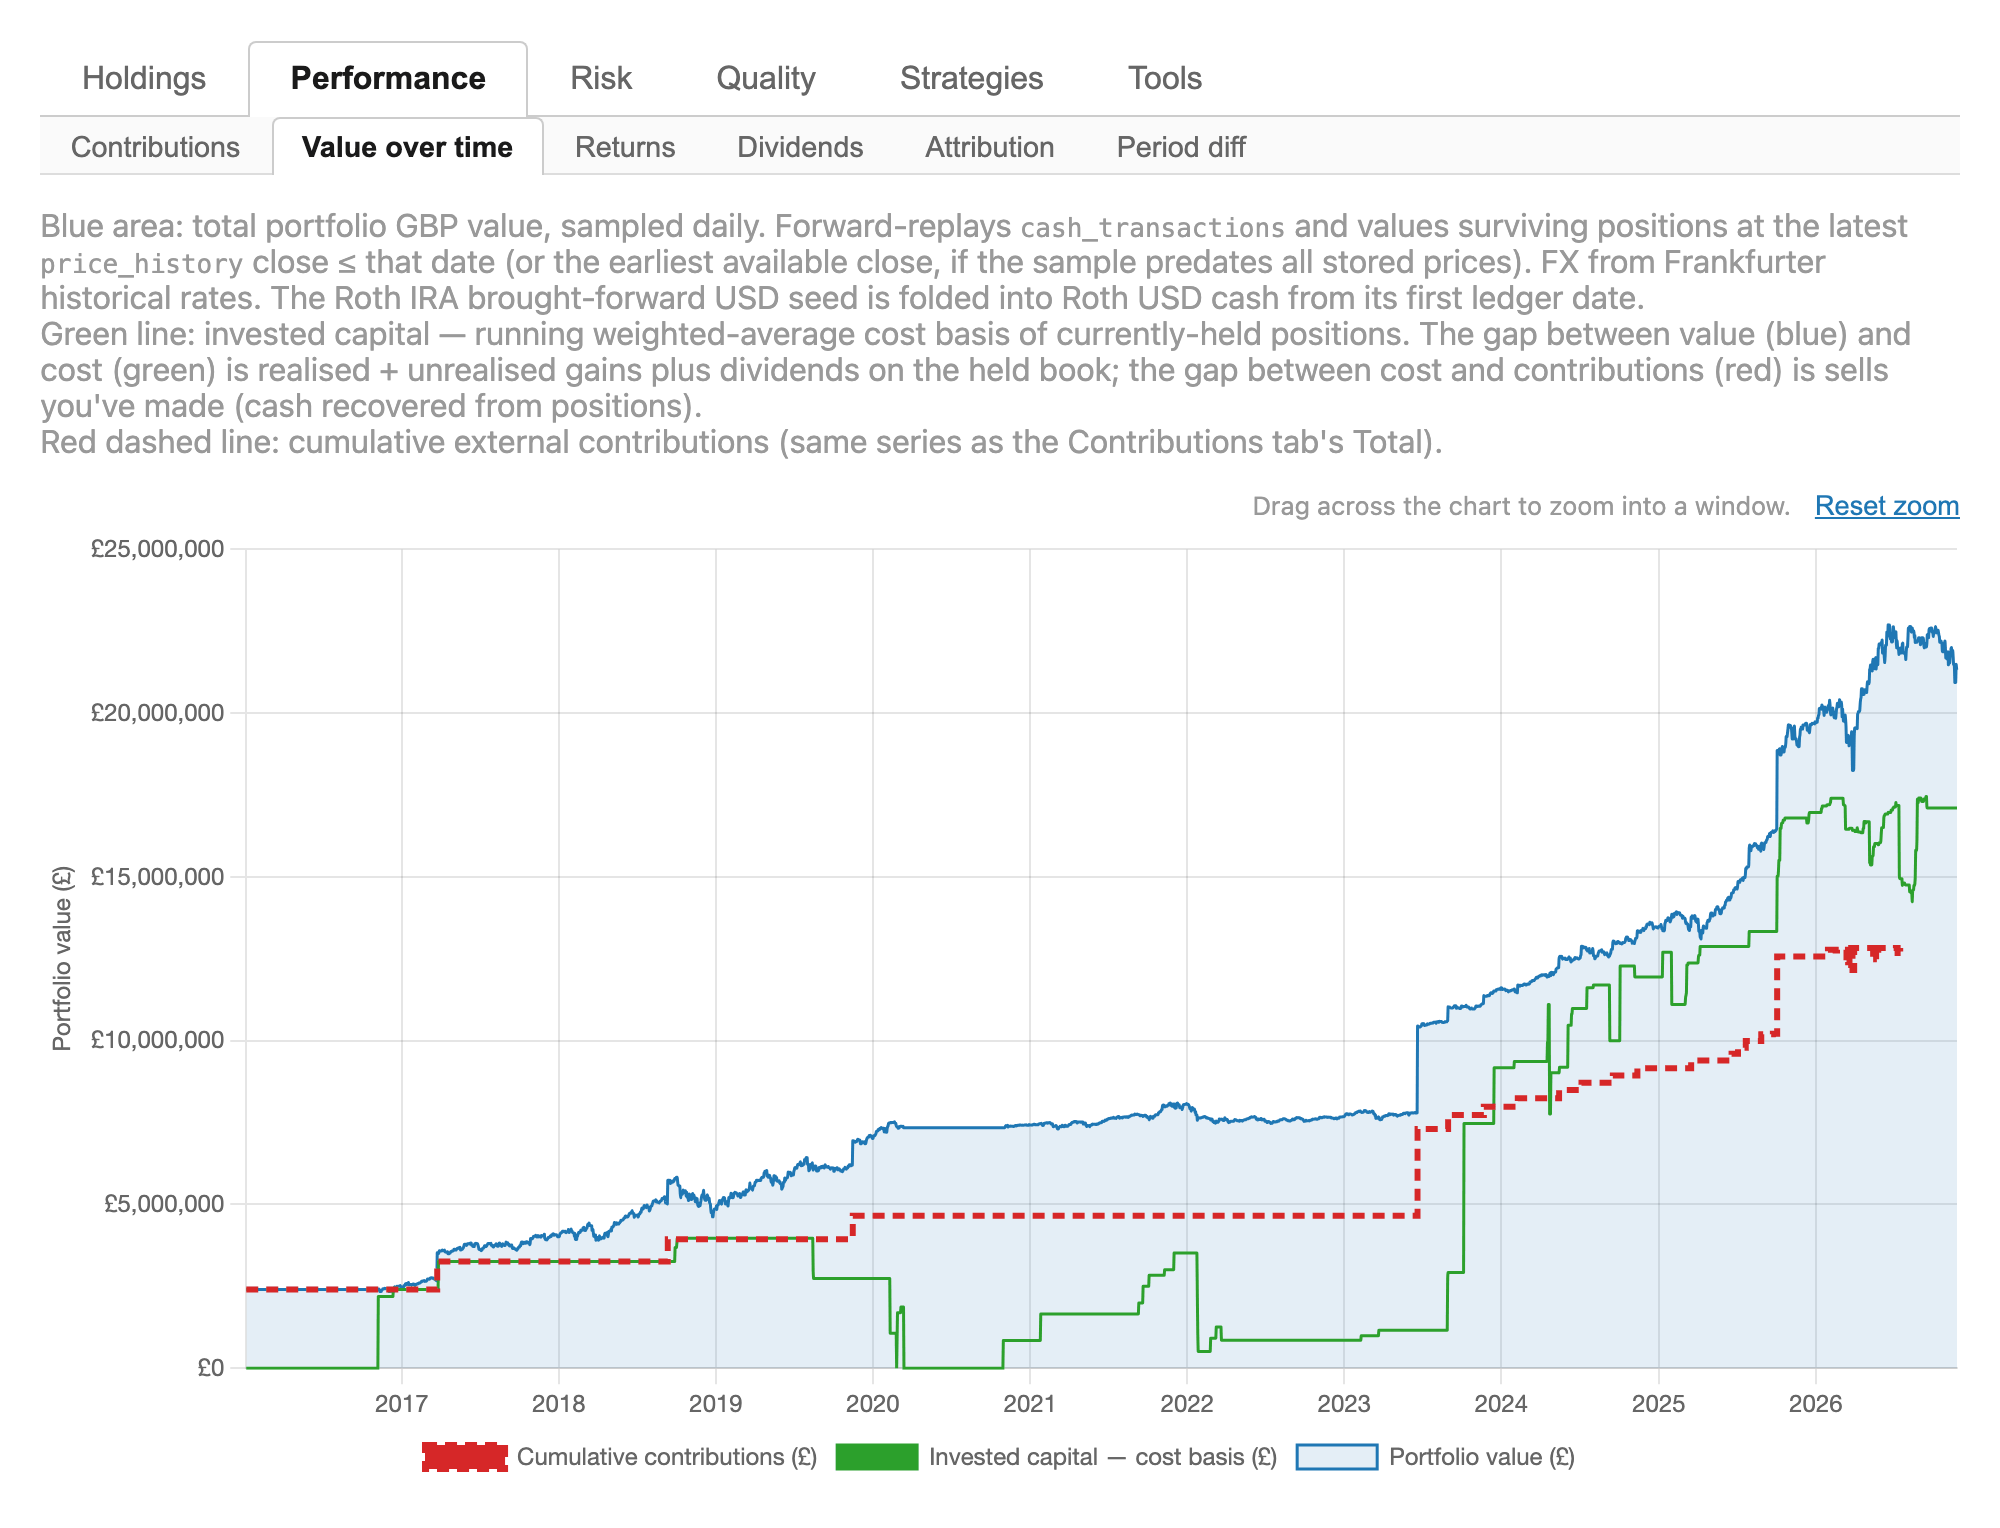 Holdings
Performance
Risk
Quality
Strategies
Tools
Contributions
Value over time
Returns
Dividends
Attribution
Period diff
Blue area: total portfolio GBP value, sampled daily. Forward-replays cash_transactions and values surviving positions at the latest
price_history close ≤ that date (or the earliest available close, if the sample predates all stored prices). FX from Frankfurter
historical rates. The Roth IRA brought-forward USD seed is folded into Roth USD cash from its first ledger date.
Green line: invested capital — running weighted-average cost basis of currently-held positions. The gap between value (blue) and
cost (green) is realised + unrealised gains plus dividends on the held book; the gap between cost and contributions (red) is sells
you've made (cash recovered from positions).
Red dashed line: cumulative external contributions (same series as the Contributions tab's Total).
Drag across the chart to zoom into a window.
Reset zoom
Portfolio value (£)
£25,000,000
£20,000,000
£15,000,000
£10,000,000
£5,000,000
£0
2017
2018
2019
2020
2021
2022
2023
2024
2025
2026
Cumulative contributions (£)
Invested capital — cost basis (£)
Portfolio value (£)